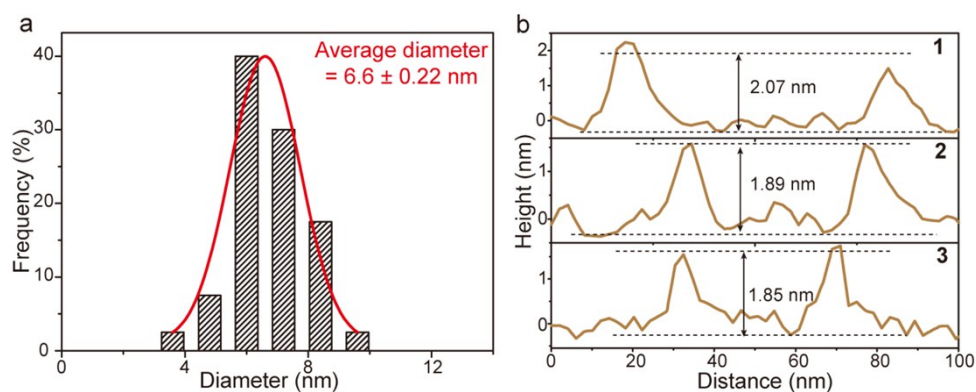 a
Average diameter
= 6.6 ± 0.22 nm
Frequency (%)
40
30
20
10
0
0
4
8
12
Diameter (nm)
b
Height (nm)
2
1
0
1
2.07 nm
1
0
2
1.89 nm
1
0
3
1.85 nm
0
20
40
60
80
100
Distance (nm)